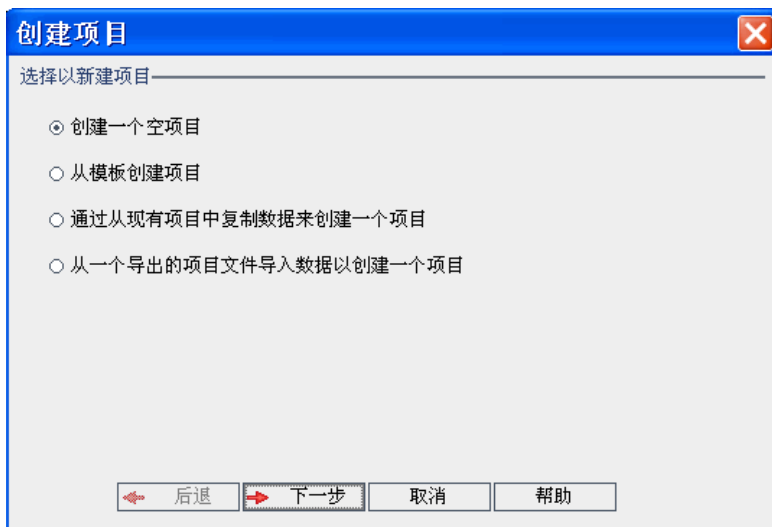 创建项目
选择以新建项目
创建一个空项目
从模板创建项目
通过从现有项目中复制数据来创建一个项目
从一个导出的项目文件导入数据以创建一个项目
后退 下一步 取消 帮助